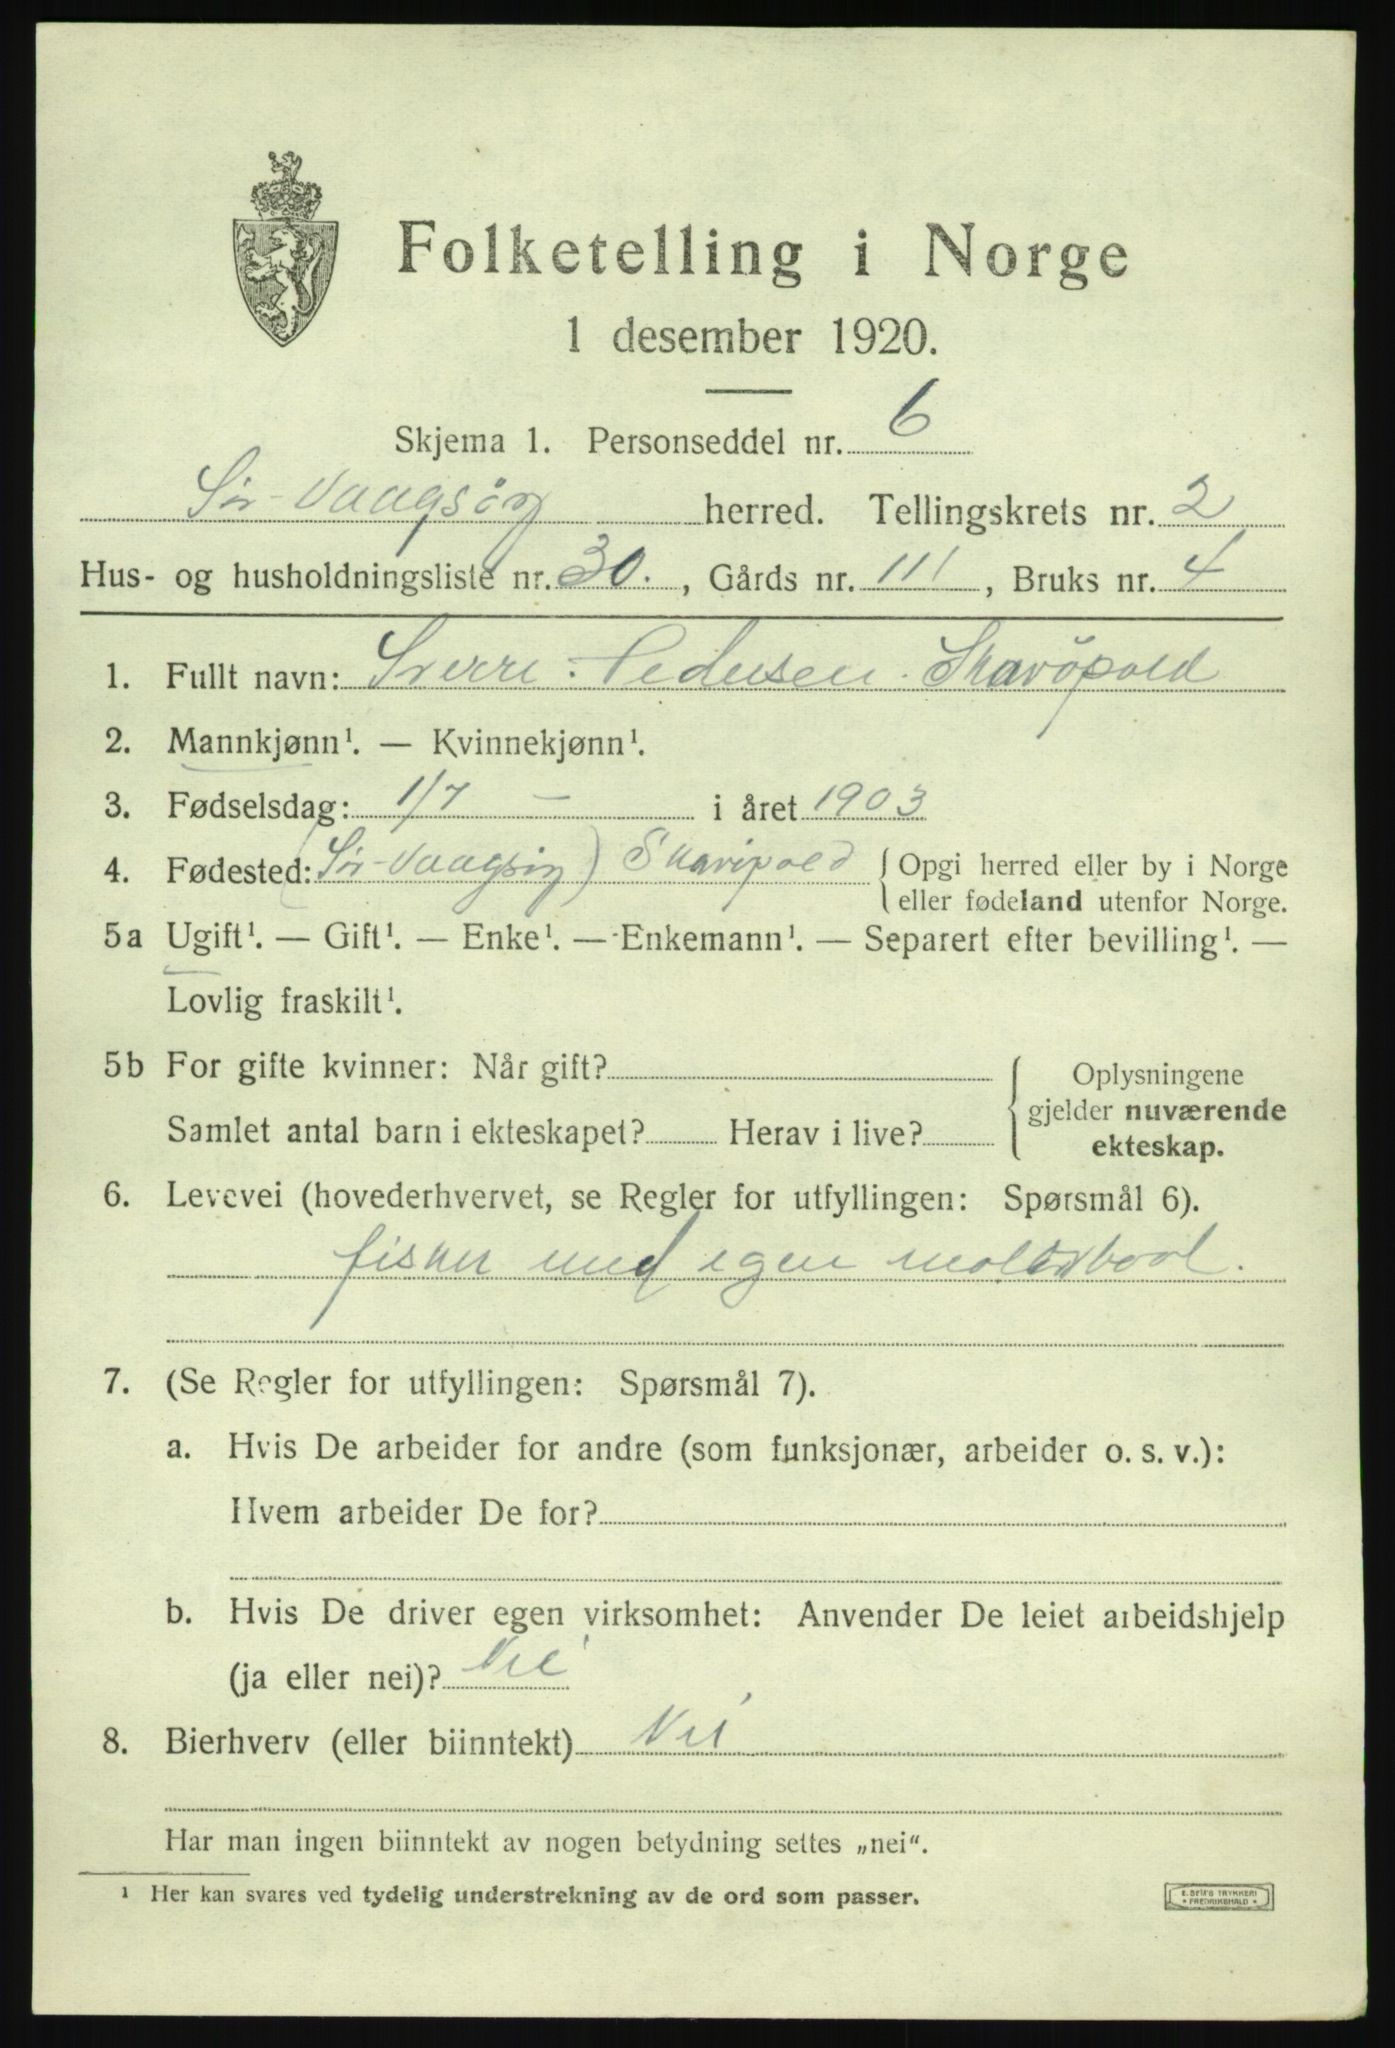 Folketelling i Norge
1 desember 1920.
Skjema 1. Personseddel nr. 6
Sør-Vaagsöy herred. Tellingskrets nr. 2
Hus- og husholdningsliste nr. 30. , Gårds nr. 111 , Bruks nr. 4
1. Fullt navn: Sverre Pedersen Skavöpold
2. Mannkjønn¹. — Kvinnekjønn¹.
3. Fødselsdag: 1/7 – i året 1903
4. Fødested: (Sør-Vaagsöy) Skavöpold { Opgi herred eller by i Norge
eller fødeland utenfor Norge.
5a Ugift¹. — Gift¹. — Enke¹. — Enkemann¹. — Separert efter bevilling¹. —
Lovlig fraskilt¹.
5b For gifte kvinner: Når gift?
Samlet antal barn i ekteskapet? Herav i live?
Oplysningene
gjelder nuværende
ekteskap.
6. Levevei (hovederhvervet, se Regler for utfyllingen: Spørsmål 6).
fisker med egen motorbaat.
7. (Se Regler for utfyllingen: Spørsmål 7).
a. Hvis De arbeider for andre (som funksjonær, arbeider o. s. v.):
Hvem arbeider De for?
b. Hvis De driver egen virksomhet: Anvender De leiet arbeidshjelp
(ja eller nei)? Nei
8. Bierhverv (eller biinntekt) Nei
Har man ingen biinntekt av nogen betydning settes „nei“.
¹ Her kan svares ved tydelig understrekning av de ord som passer.
E. SEM'S TRYKKERI
FREDRIKSHALD